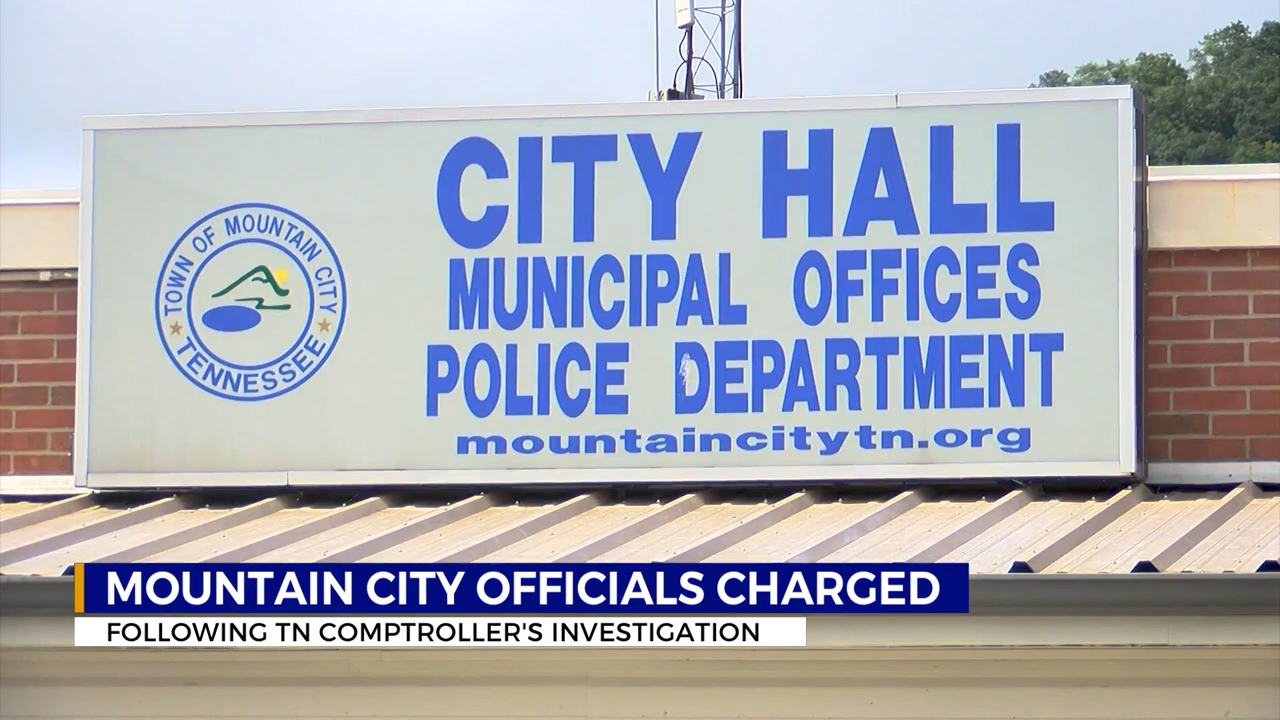 TOWN OF MOUNTAIN CITY
TENNESSEE
CITY HALL
MUNICIPAL OFFICES
POLICE DEPARTMENT
mountaincitytn.org
MOUNTAIN CITY OFFICIALS CHARGED
FOLLOWING TN COMPTROLLER'S INVESTIGATION